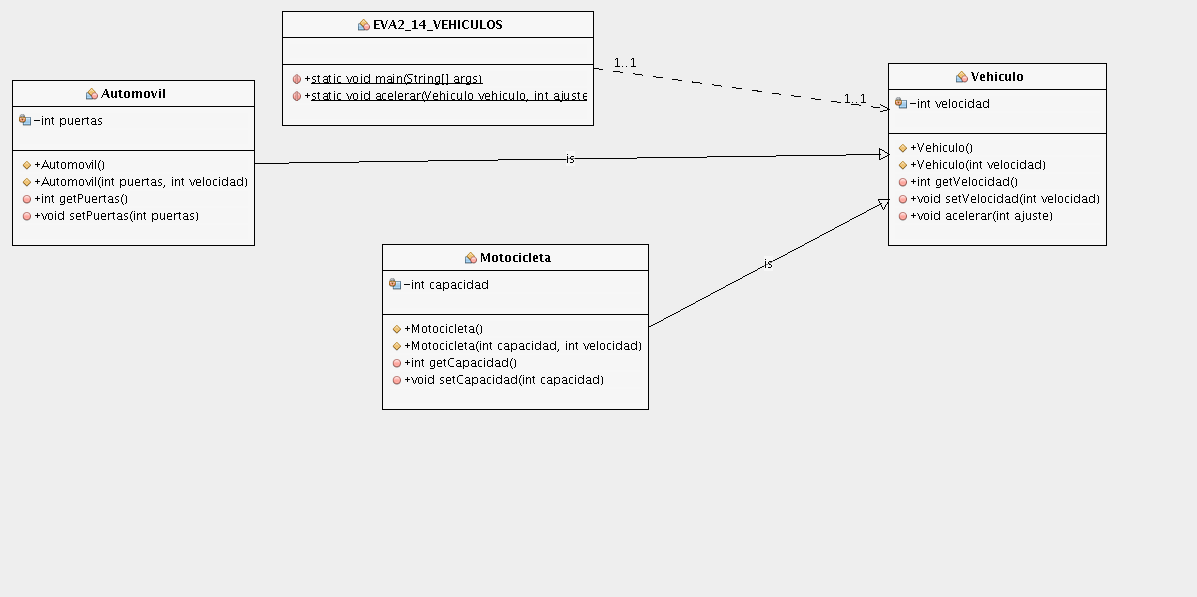 EVA2_14_VEHICULOS
+static void main(String[] args)
+static void acelerar(Vehiculo vehiculo, int ajuste
1..1
1..1
Vehiculo
-int velocidad
+Vehiculo()
+Vehiculo(int velocidad)
+int getVelocidad()
+void setVelocidad(int velocidad)
+void acelerar(int ajuste)
Automovil
-int puertas
+Automovil()
+Automovil(int puertas, int velocidad)
+int getPuertas()
+void setPuertas(int puertas)
is
Motocicleta
-int capacidad
+Motocicleta()
+Motocicleta(int capacidad, int velocidad)
+int getCapacidad()
+void setCapacidad(int capacidad)
is